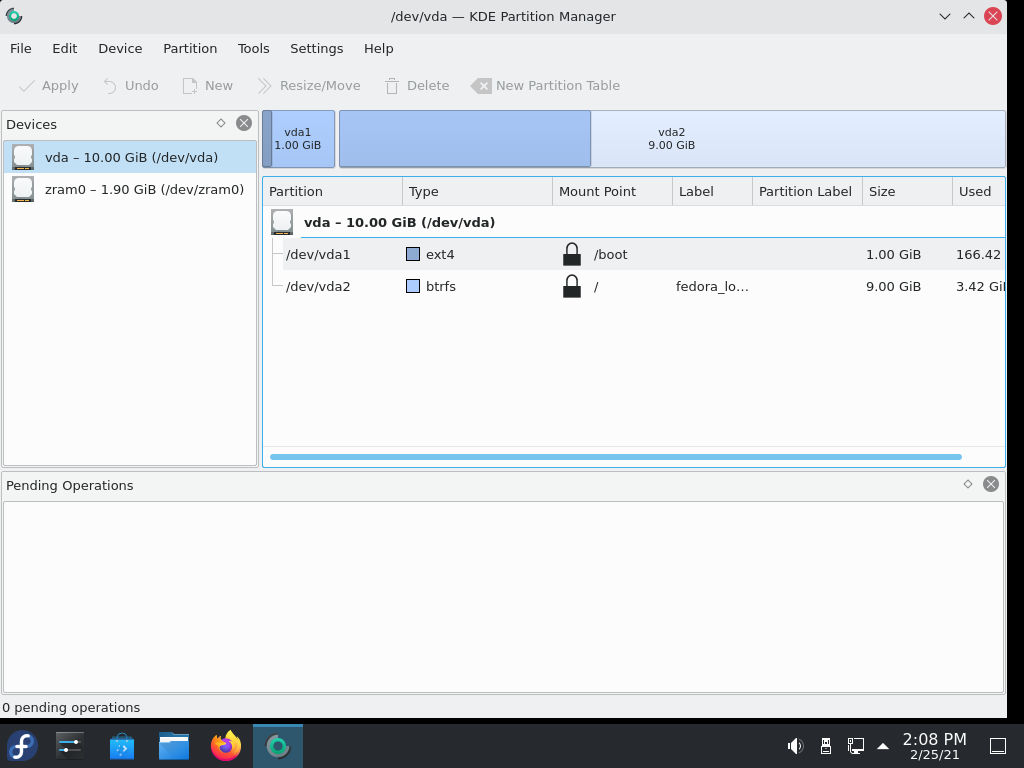 /dev/vda — KDE Partition Manager
File Edit Device Partition Tools Settings Help
Apply Undo New Resize/Move Delete New Partition Table
Devices
vda – 10.00 GiB (/dev/vda)
zram0 – 1.90 GiB (/dev/zram0)
vda1
1.00 GiB
vda2
9.00 GiB
Partition Type Mount Point Label Partition Label Size Used
vda – 10.00 GiB (/dev/vda)
/dev/vda1 ext4 /boot 1.00 GiB 166.42
/dev/vda2 btrfs / fedora_lo... 9.00 GiB 3.42 GiI
Pending Operations
0 pending operations
2:08 PM
2/25/21